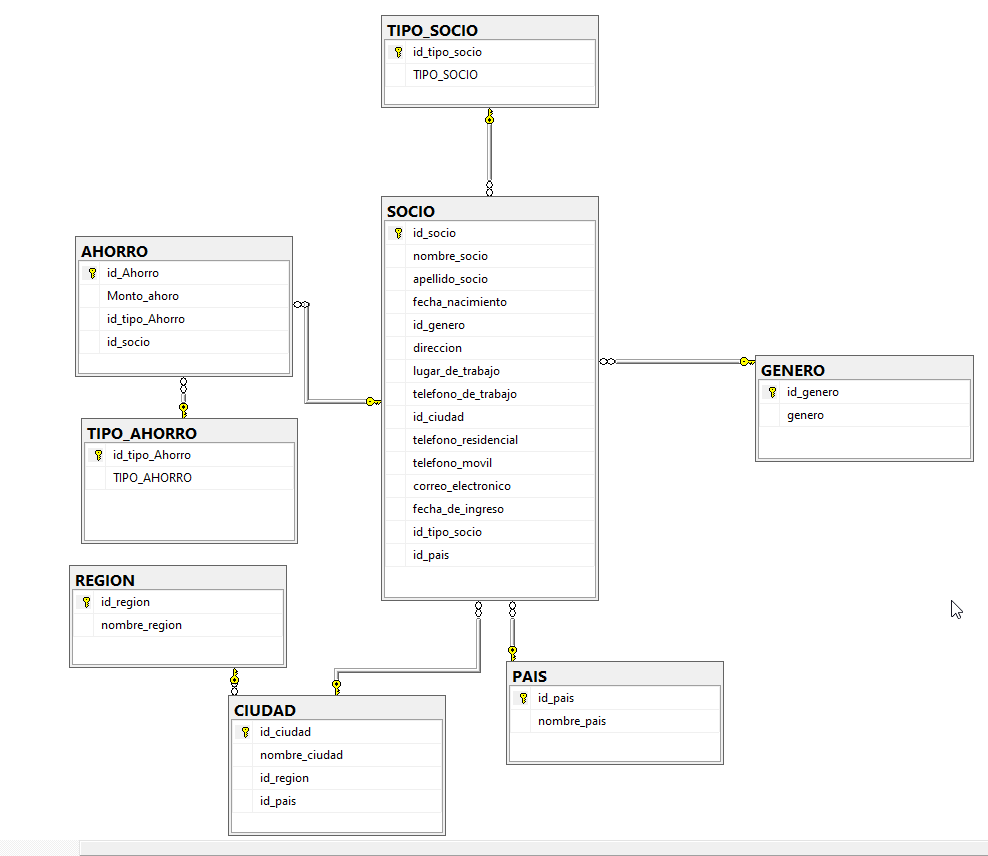 TIPO_SOCIO
id_tipo_socio
TIPO_SOCIO
SOCIO
id_socio
nombre_socio
apellido_socio
fecha_nacimiento
id_genero
direccion
lugar_de_trabajo
telefono_de_trabajo
id_ciudad
telefono_residencial
telefono_movil
correo_electronico
fecha_de_ingreso
id_tipo_socio
id_pais
AHORRO
id_Ahorro
Monto_ahoro
id_tipo_Ahorro
id_socio
TIPO_AHORRO
id_tipo_Ahorro
TIPO_AHORRO
GENERO
id_genero
genero
REGION
id_region
nombre_region
CIUDAD
id_ciudad
nombre_ciudad
id_region
id_pais
PAIS
id_pais
nombre_pais